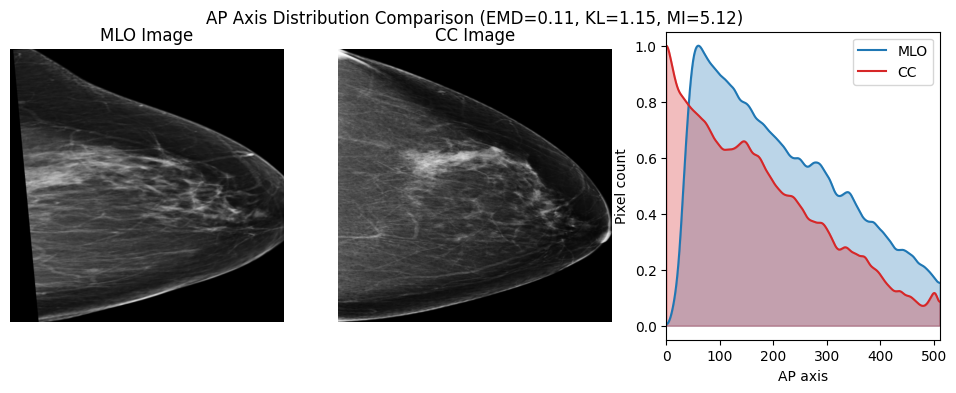 AP Axis Distribution Comparison (EMD=0.11, KL=1.15, MI=5.12)
MLO Image
CC Image
MLO
CC
Pixel count
1.0
0.8
0.6
0.4
0.2
0.0
0 100 200 300 400 500
AP axis